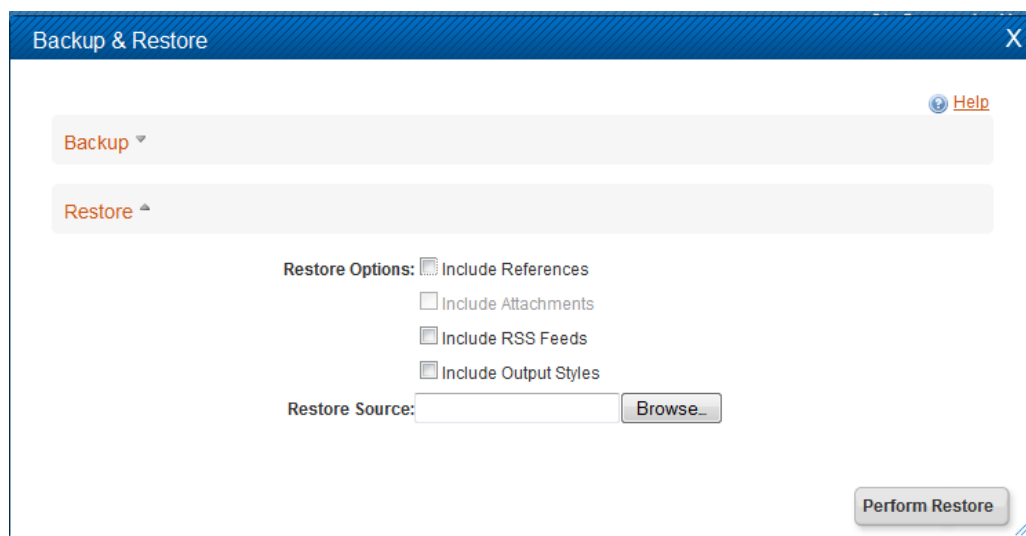 Backup & Restore X
Help
Backup
Restore
Restore Options: Include References
Include Attachments
Include RSS Feeds
Include Output Styles
Restore Source: Browse...
Perform Restore